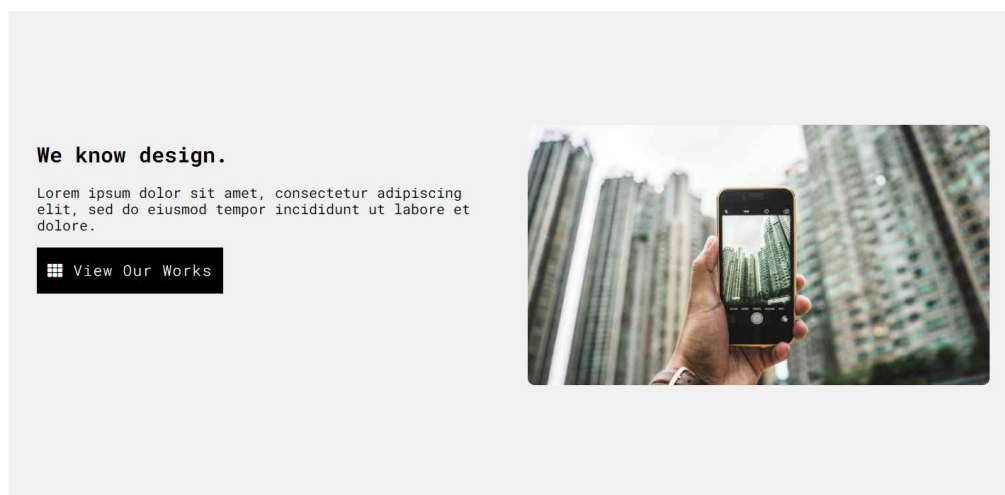 We know design.
Lorem ipsum dolor sit amet, consectetur adipiscing
elit, sed do eiusmod tempor incididunt ut labore et
dolore.
View Our Works